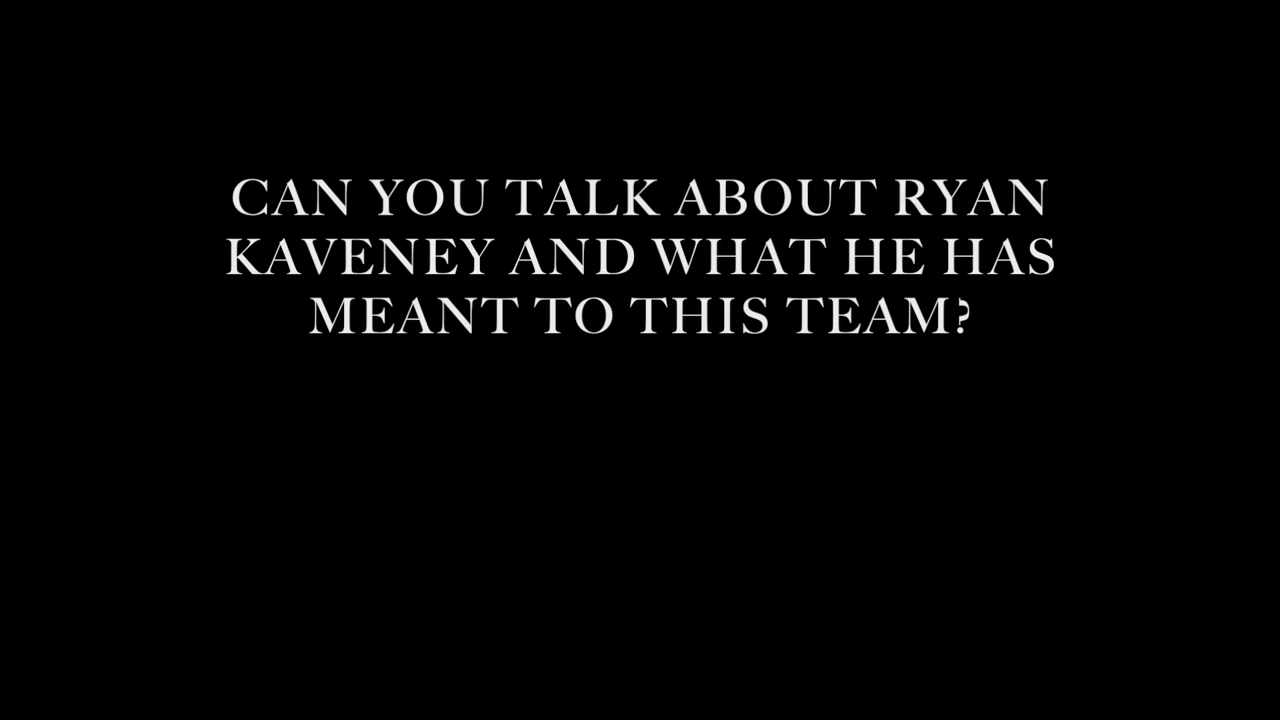 CAN YOU TALK ABOUT RYAN
KAVENEY AND WHAT HE HAS
MEANT TO THIS TEAM?